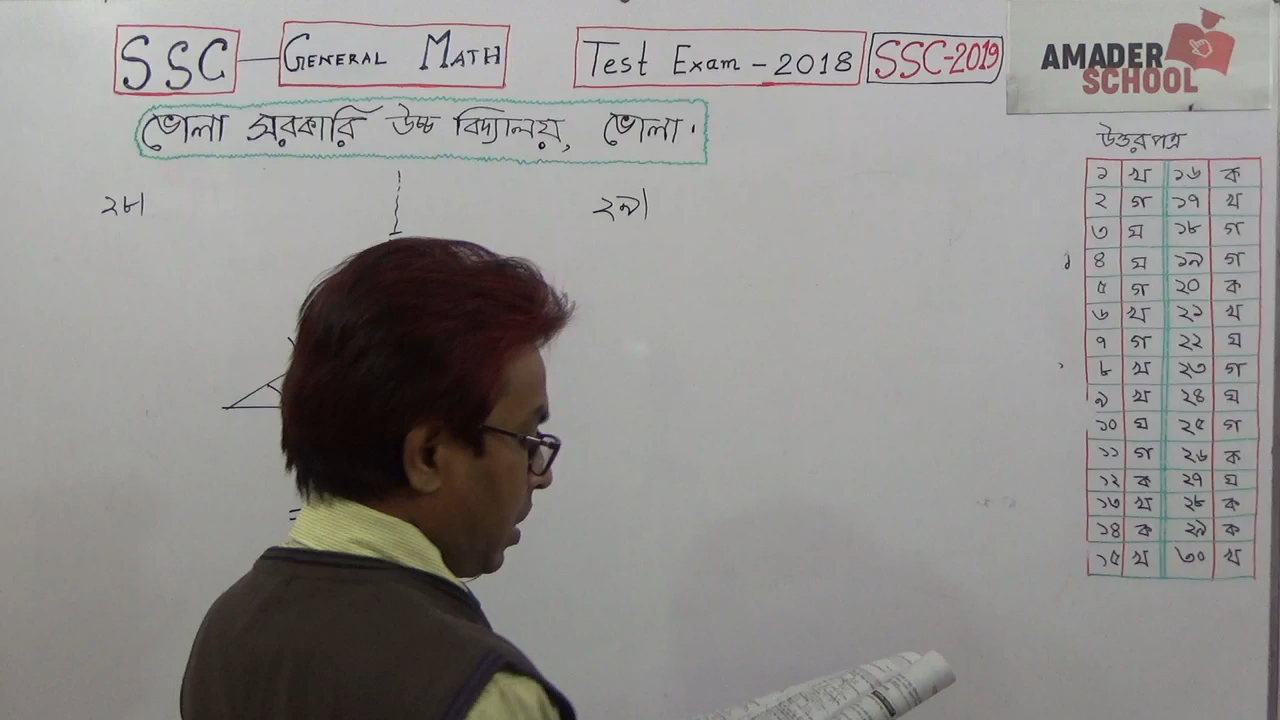 SSC GENERAL MATH Test Exam - 2018 SSC-2019
AMADER
SCHOOL
ভোলা সরকারি উচ্চ বিদ্যালয়, ভোলা.
উত্তরপত্র
২৮| ২৯|
১ খ ১৬ ক
২ গ ১৭ খ
৩ ঘ ১৮ গ
৪ ঘ ১৯ গ
৫ গ ২০ ক
৬ খ ২১ খ
৭ গ ২২ ঘ
৮ খ ২৩ গ
৯ খ ২৪ ঘ
১০ ঘ ২৫ গ
১১ গ ২৬ ক
১২ ক ২৭ ঘ
১৩ খ ২৮ ক
১৪ ক ২৯ ক
১৫ খ ৩০ খ